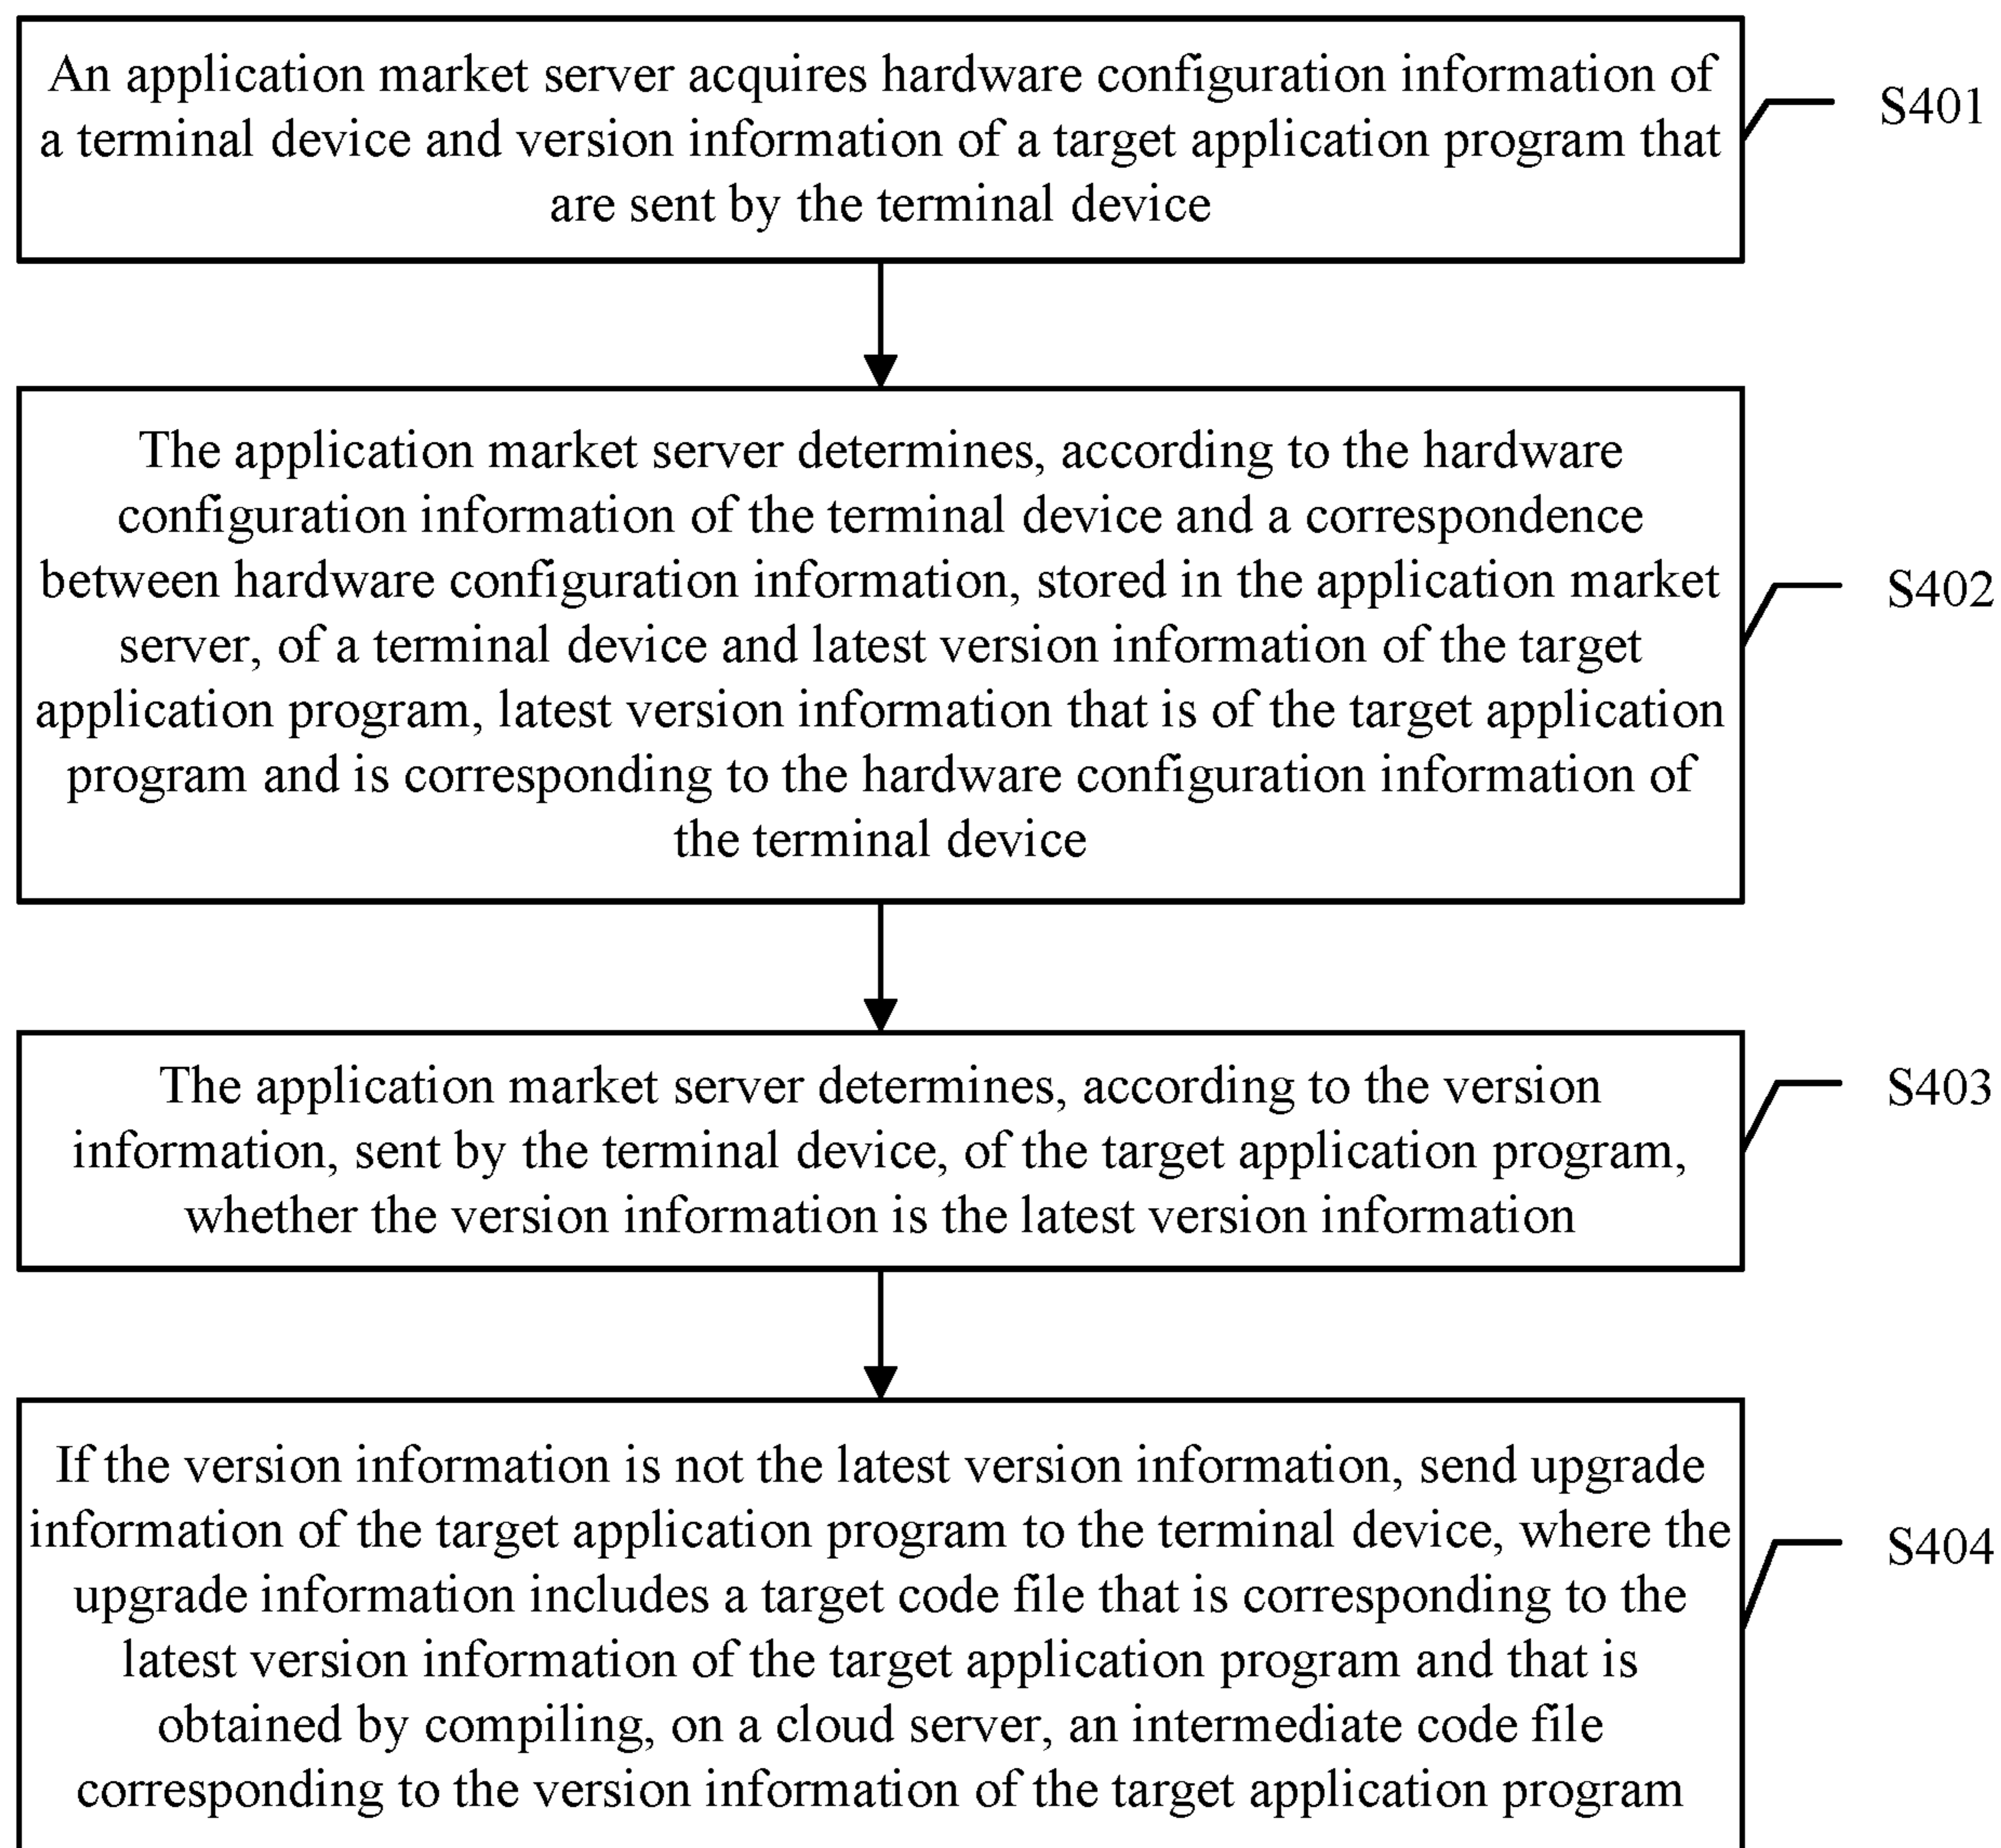 An application market server acquires hardware configuration information of
a terminal device and version information of a target application program that
are sent by the terminal device
S401
The application market server determines, according to the hardware
configuration information of the terminal device and a correspondence
between hardware configuration information, stored in the application market
server, of a terminal device and latest version information of the target
application program, latest version information that is of the target application
program and is corresponding to the hardware configuration information of
the terminal device
S402
The application market server determines, according to the version
information, sent by the terminal device, of the target application program,
whether the version information is the latest version information
S403
If the version information is not the latest version information, send upgrade
information of the target application program to the terminal device, where the
upgrade information includes a target code file that is corresponding to the
latest version information of the target application program and that is
obtained by compiling, on a cloud server, an intermediate code file
corresponding to the version information of the target application program
S404